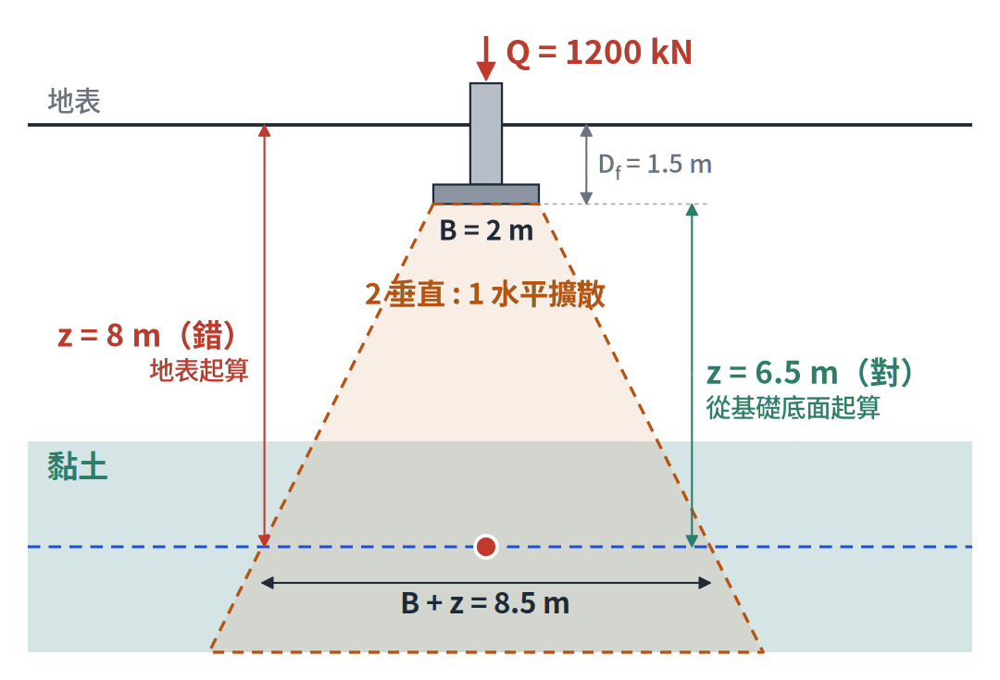 Q = 1200 kN
地表
Df = 1.5 m
B = 2 m
2 垂直 : 1 水平擴散
z = 8 m（錯）
地表起算
z = 6.5 m（對）
從基礎底面起算
黏土
B + z = 8.5 m